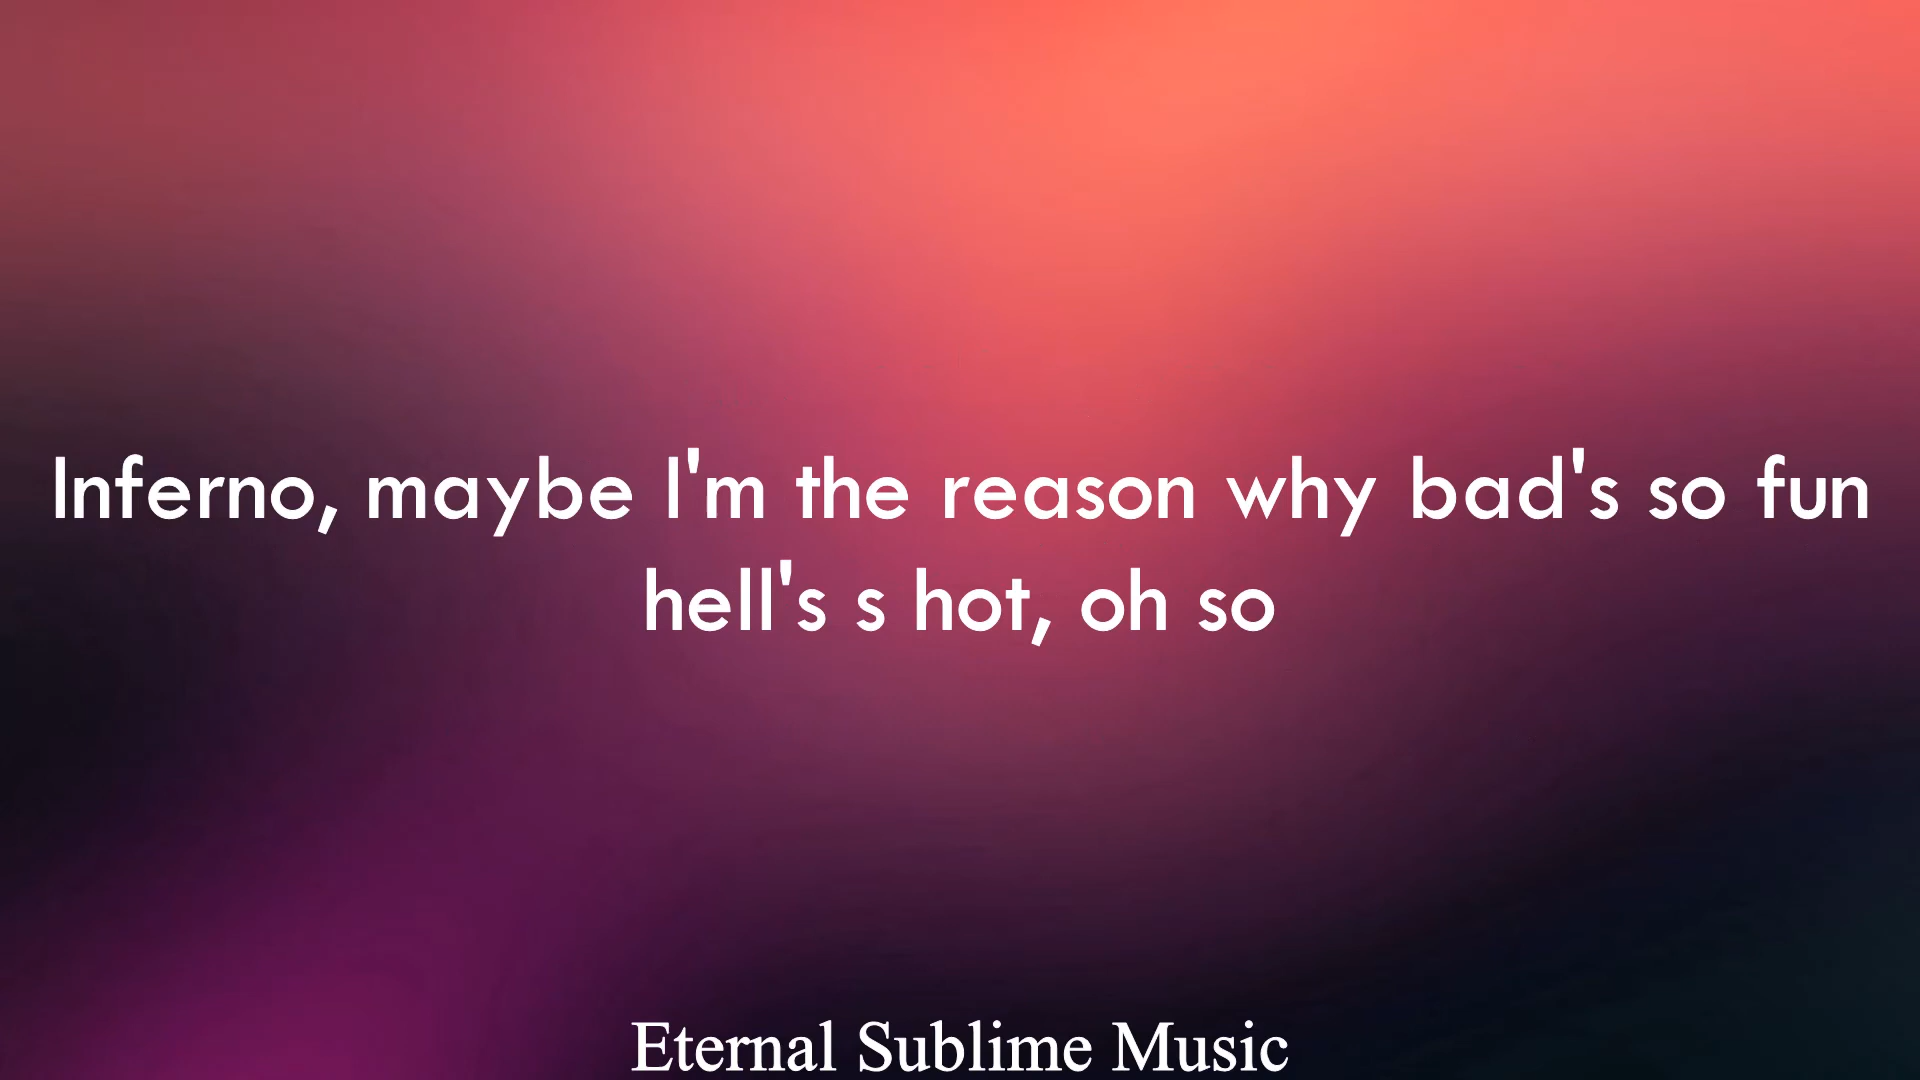 Inferno, maybe I'm the reason why bad's so fun
hell's s hot, oh so
Eternal Sublime Music